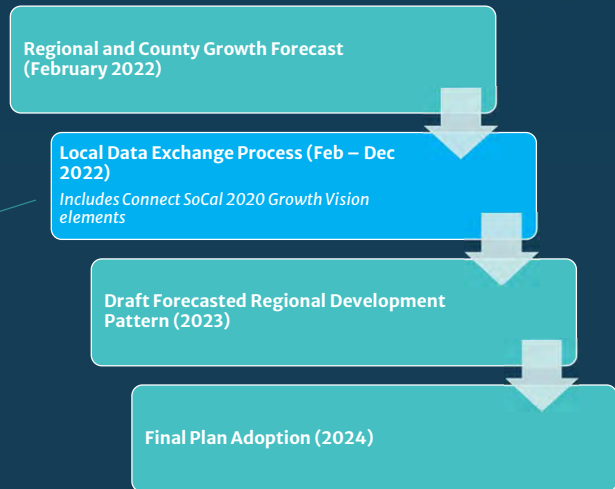 Regional and County Growth Forecast
(February 2022)
Local Data Exchange Process (Feb – Dec
2022)
Includes Connect SoCal 2020 Growth Vision
elements
Draft Forecasted Regional Development
Pattern (2023)
Final Plan Adoption (2024)